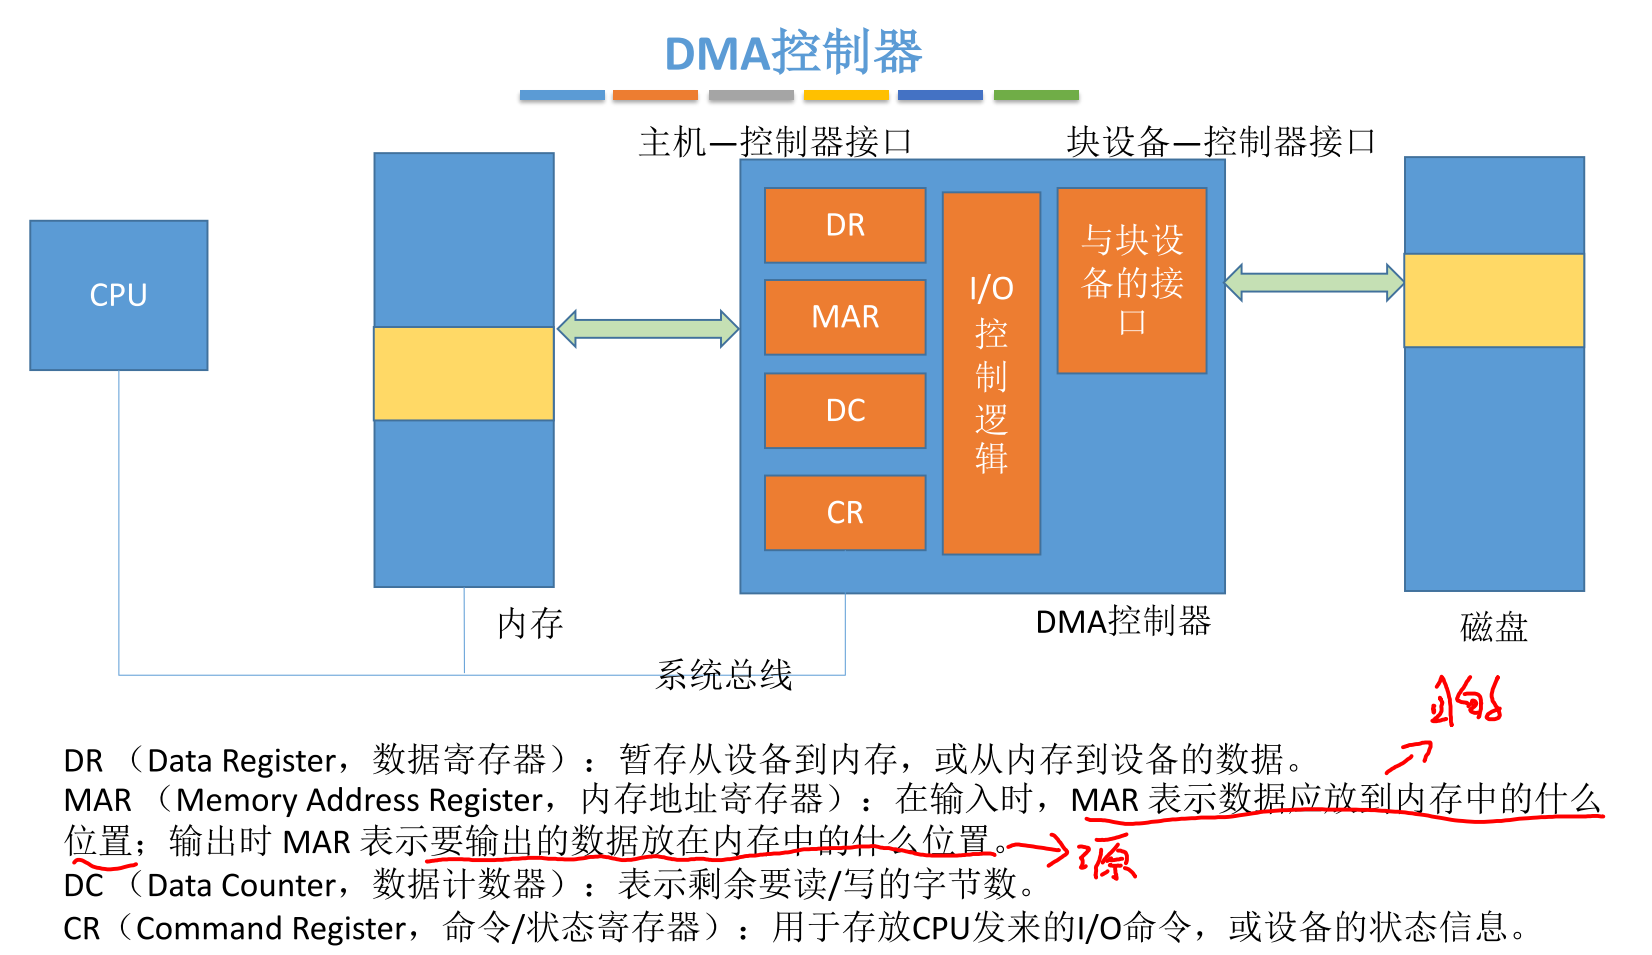 DMA控制器
主机—控制器接口
块设备—控制器接口
CPU
DR
MAR
DC
CR
I/O
控
制
逻
辑
与块设
备的接
口
内存
DMA控制器
磁盘
系统总线
DR （Data Register，数据寄存器）：暂存从设备到内存，或从内存到设备的数据。
MAR （Memory Address Register，内存地址寄存器）：在输入时，MAR 表示数据应放到内存中的什么
位置；输出时 MAR 表示要输出的数据放在内存中的什么位置。
源
DC （Data Counter，数据计数器）：表示剩余要读/写的字节数。
CR（Command Register，命令/状态寄存器）：用于存放CPU发来的I/O命令，或设备的状态信息。